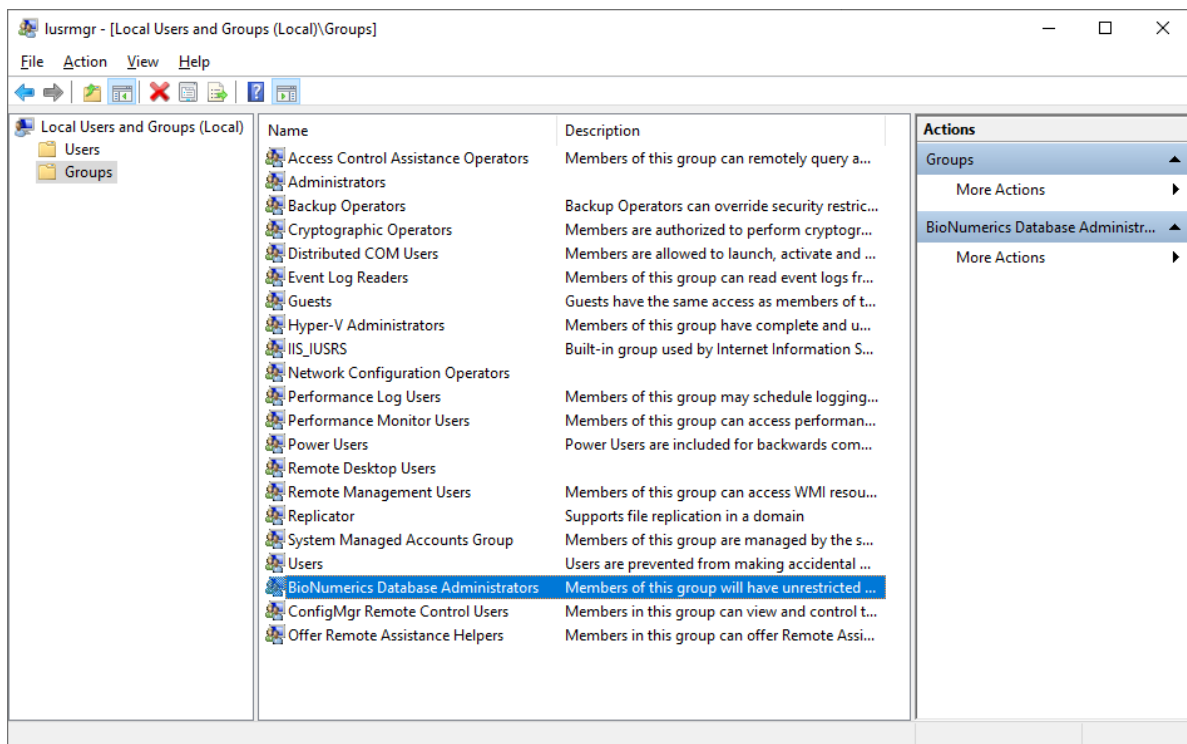 lusrmgr - [Local Users and Groups (Local)\Groups]
File Action View Help
Local Users and Groups (Local)
Users
Groups
Name Description
Access Control Assistance Operators Members of this group can remotely query a...
Administrators
Backup Operators Backup Operators can override security restric...
Cryptographic Operators Members are authorized to perform cryptogr...
Distributed COM Users Members are allowed to launch, activate and ...
Event Log Readers Members of this group can read event logs fr...
Guests Guests have the same access as members of t...
Hyper-V Administrators Members of this group have complete and u...
IIS_IUSRS Built-in group used by Internet Information S...
Network Configuration Operators
Performance Log Users Members of this group may schedule logging...
Performance Monitor Users Members of this group can access performan...
Power Users Power Users are included for backwards com...
Remote Desktop Users
Remote Management Users Members of this group can access WMI resou...
Replicator Supports file replication in a domain
System Managed Accounts Group Members of this group are managed by the s...
Users Users are prevented from making accidental ...
BioNumerics Database Administrators Members of this group will have unrestricted ...
ConfigMgr Remote Control Users Members in this group can view and control t...
Offer Remote Assistance Helpers Members in this group can offer Remote Assi...
Actions
Groups
More Actions
BioNumerics Database Administr...
More Actions